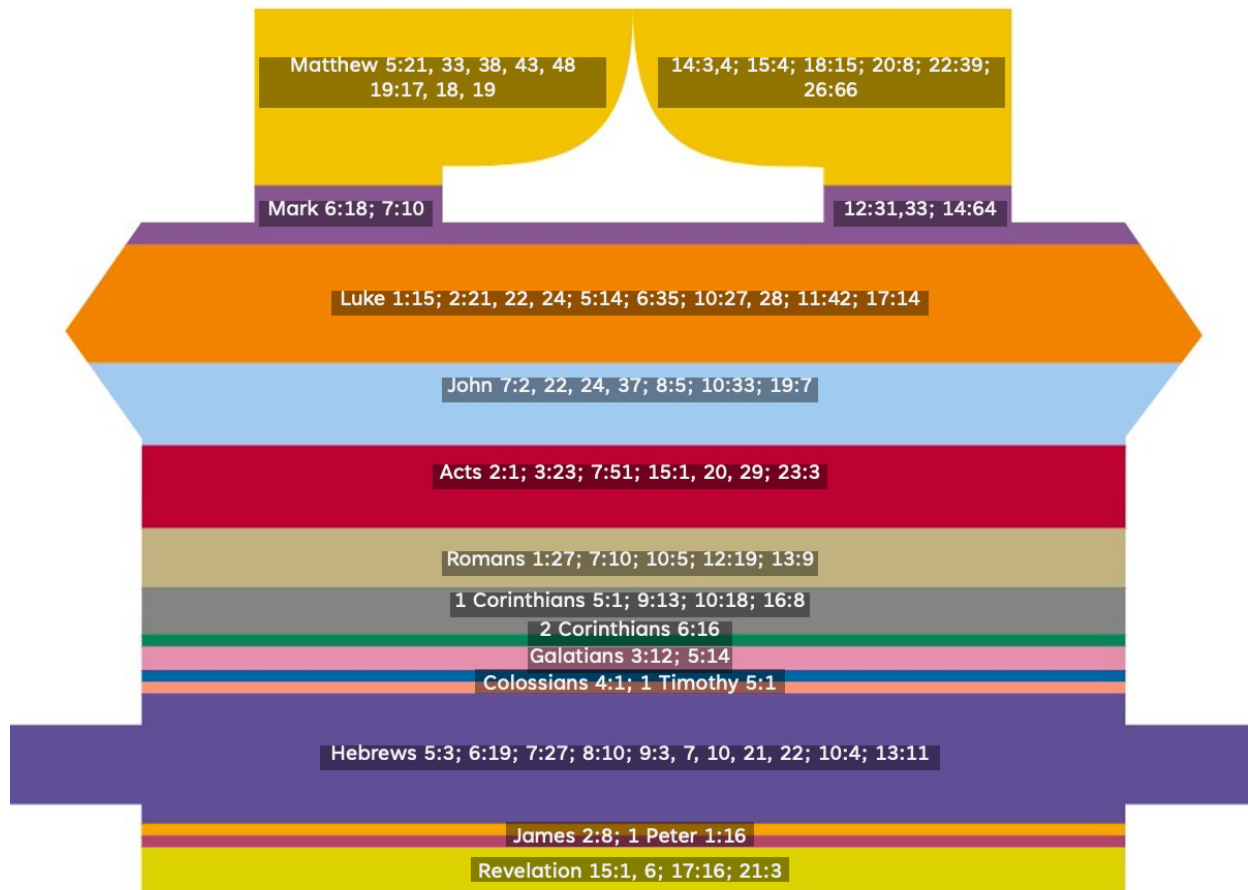 Matthew 5:21, 33, 38, 43, 48
19:17, 18, 19
14:3,4; 15:4; 18:15; 20:8; 22:39;
26:66
Mark 6:18; 7:10
12:31,33; 14:64
Luke 1:15; 2:21, 22, 24; 5:14; 6:35; 10:27, 28; 11:42; 17:14
John 7:2, 22, 24, 37; 8:5; 10:33; 19:7
Acts 2:1; 3:23; 7:51; 15:1, 20, 29; 23:3
Romans 1:27; 7:10; 10:5; 12:19; 13:9
1 Corinthians 5:1; 9:13; 10:18; 16:8
2 Corinthians 6:16
Galatians 3:12; 5:14
Colossians 4:1; 1 Timothy 5:1
Hebrews 5:3; 6:19; 7:27; 8:10; 9:3, 7, 10, 21, 22; 10:4; 13:11
James 2:8; 1 Peter 1:16
Revelation 15:1, 6; 17:16; 21:3